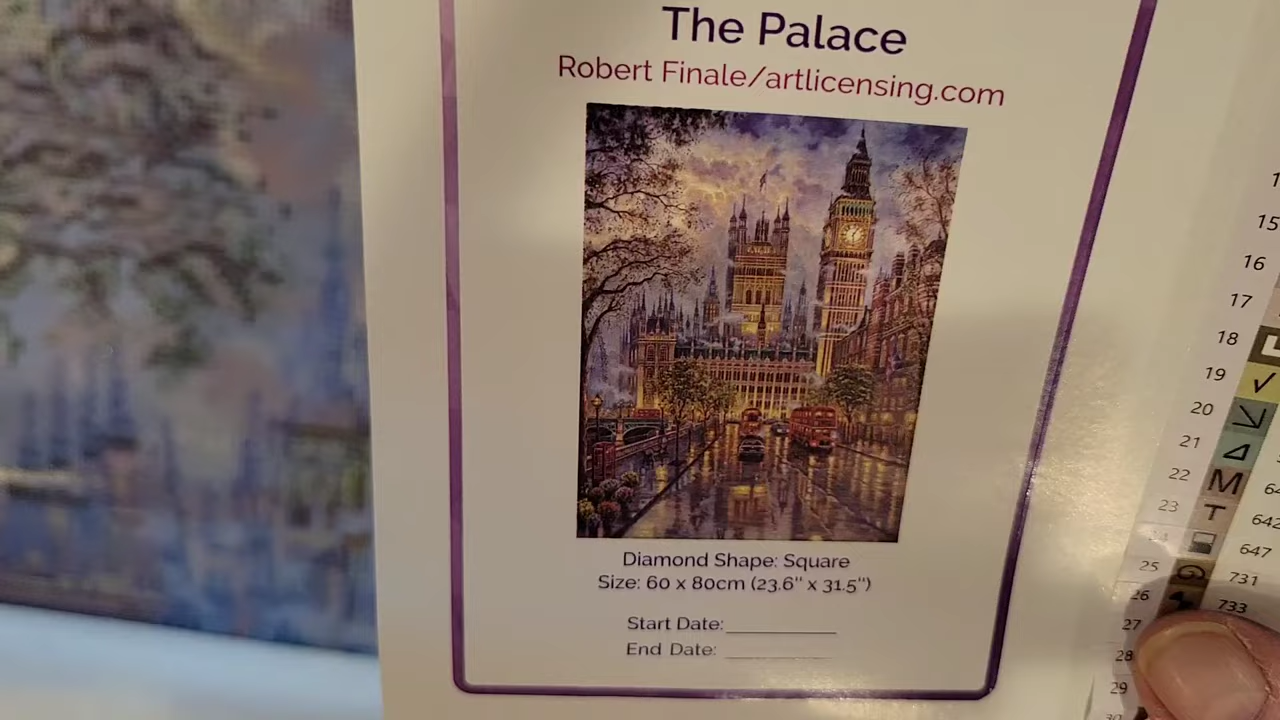 The Palace
Robert Finale/artlicensing.com
Diamond Shape: Square
Size: 60 x 80cm (23.6" x 31.5")
Start Date:
End Date:
15
16
17
18
19
20
21
22 M
23 T 642
647
25 731
26 733
27
28
29